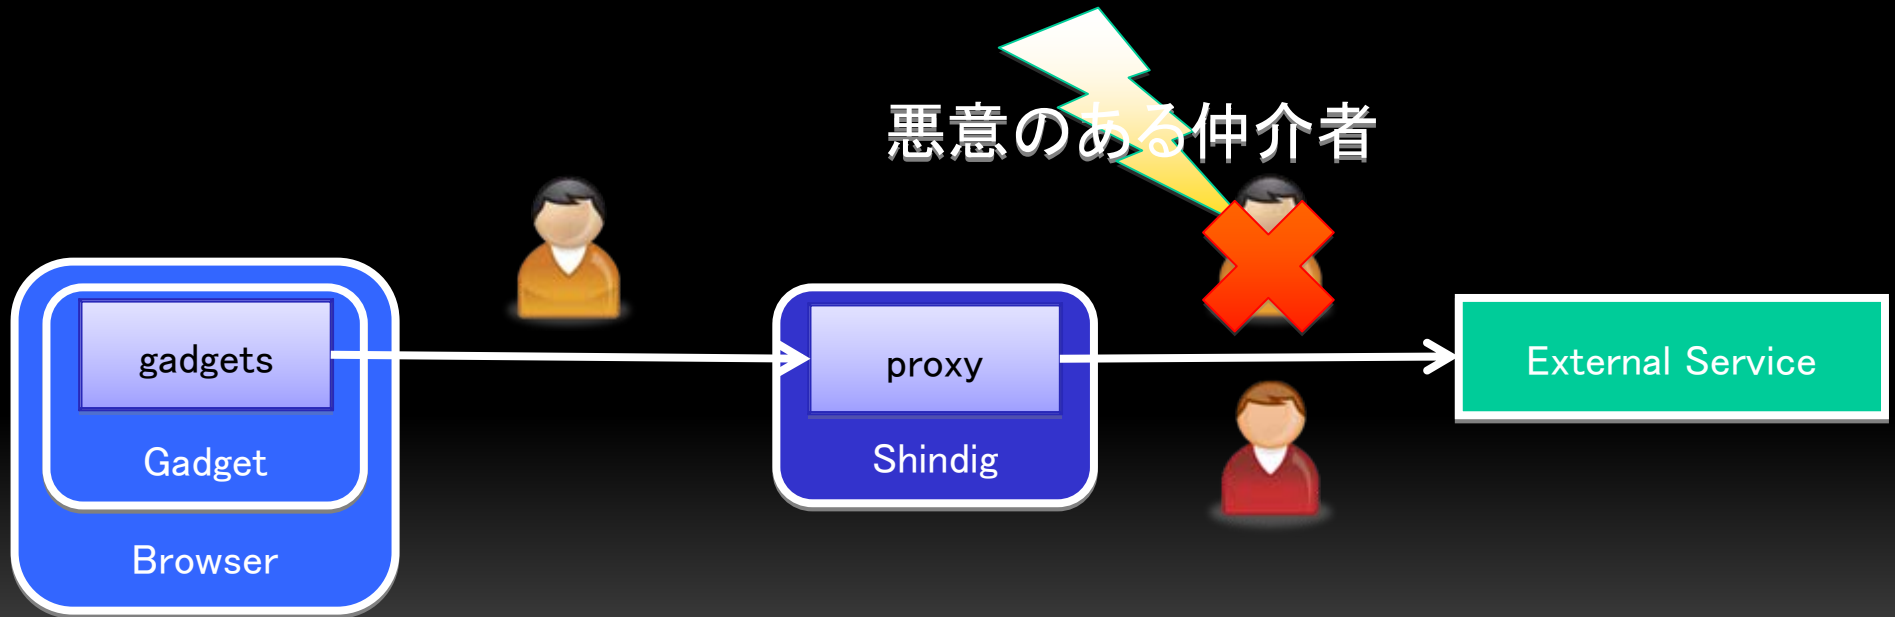 悪意のある仲介者
gadgets
Gadget
Browser
proxy
Shindig
External Service